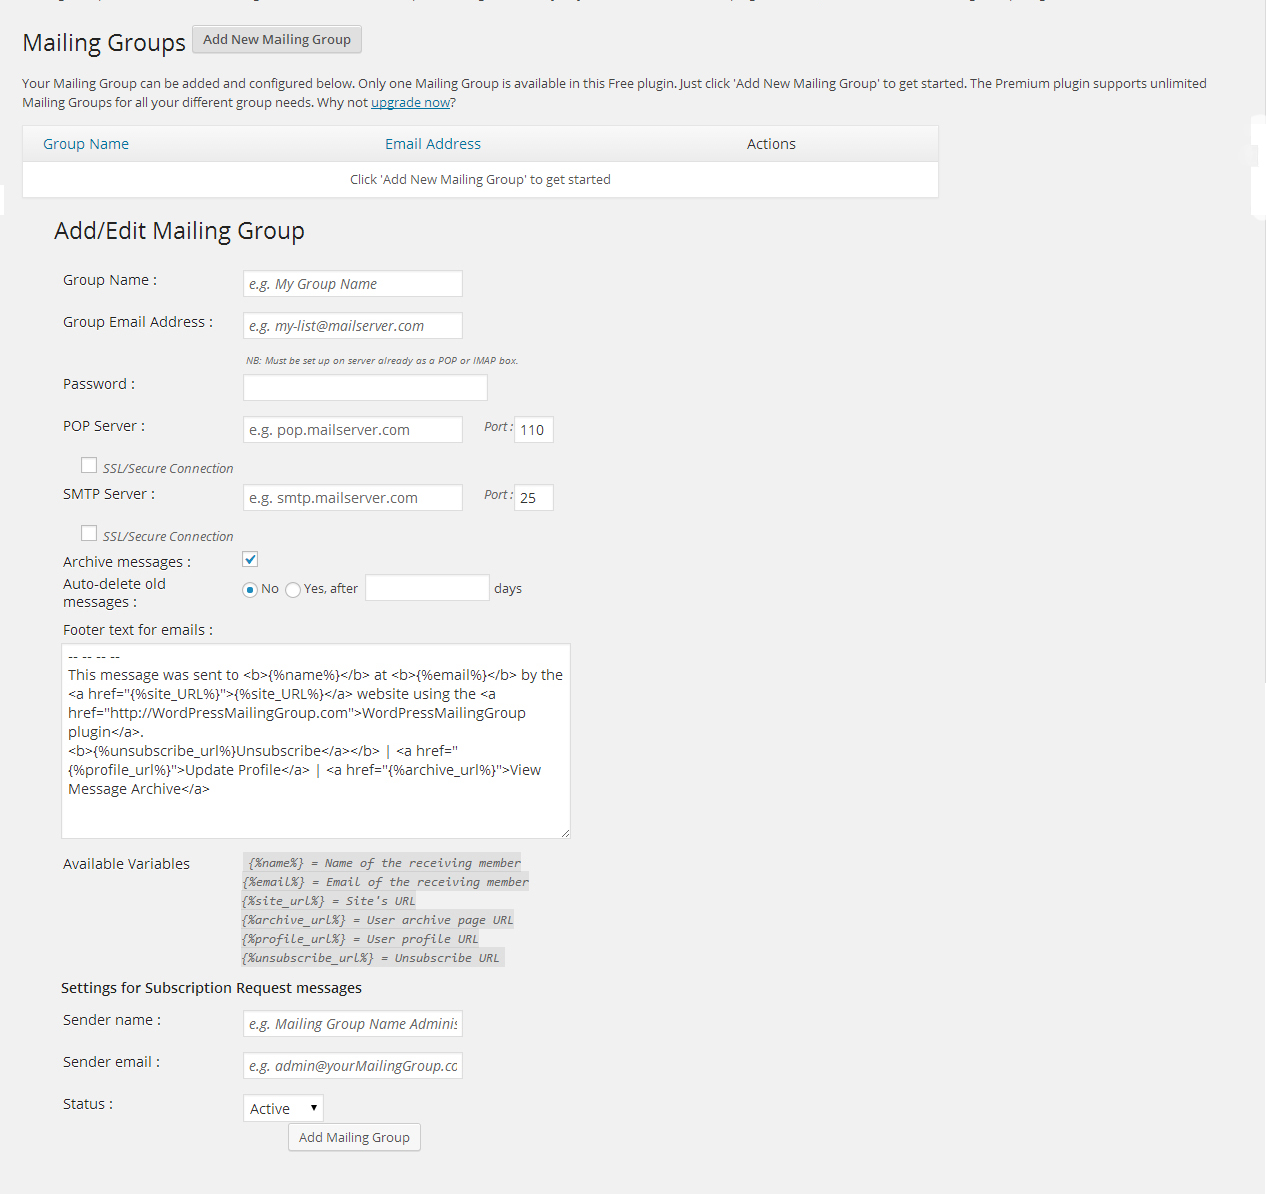 Mailing Groups Add New Mailing Group
Your Mailing Group can be added and configured below. Only one Mailing Group is available in this Free plugin. Just click 'Add New Mailing Group' to get started. The Premium plugin supports unlimited
Mailing Groups for all your different group needs. Why not upgrade now?
Group Name Email Address Actions
Click 'Add New Mailing Group' to get started
Add/Edit Mailing Group
Group Name : e.g. My Group Name
Group Email Address : e.g. my-list@mailserver.com
NB: Must be set up on server already as a POP or IMAP box.
Password :
POP Server : e.g. pop.mailserver.com Port : 110
SSL/Secure Connection
SMTP Server : e.g. smtp.mailserver.com Port : 25
SSL/Secure Connection
Archive messages :
Auto-delete old
messages : No Yes, after days
Footer text for emails :
-- -- -- --
This message was sent to <b>{%name%}</b> at <b>{%email%}</b> by the
<a href="{%site_URL%}">{%site_URL%}</a> website using the <a
href="http://WordPressMailingGroup.com">WordPressMailingGroup
plugin</a>.
<b>{%unsubscribe_url%}Unsubscribe</a></b> | <a href="
{%profile_url%}">Update Profile</a> | <a href="{%archive_url%}">View
Message Archive</a>
Available Variables {%name%} = Name of the receiving member
{%email%} = Email of the receiving member
{%site_url%} = Site's URL
{%archive_url%} = User archive page URL
{%profile_url%} = User profile URL
{%unsubscribe_url%} = Unsubscribe URL
Settings for Subscription Request messages
Sender name : e.g. Mailing Group Name Adminis
Sender email : e.g. admin@yourMailingGroup.co
Status : Active
Add Mailing Group